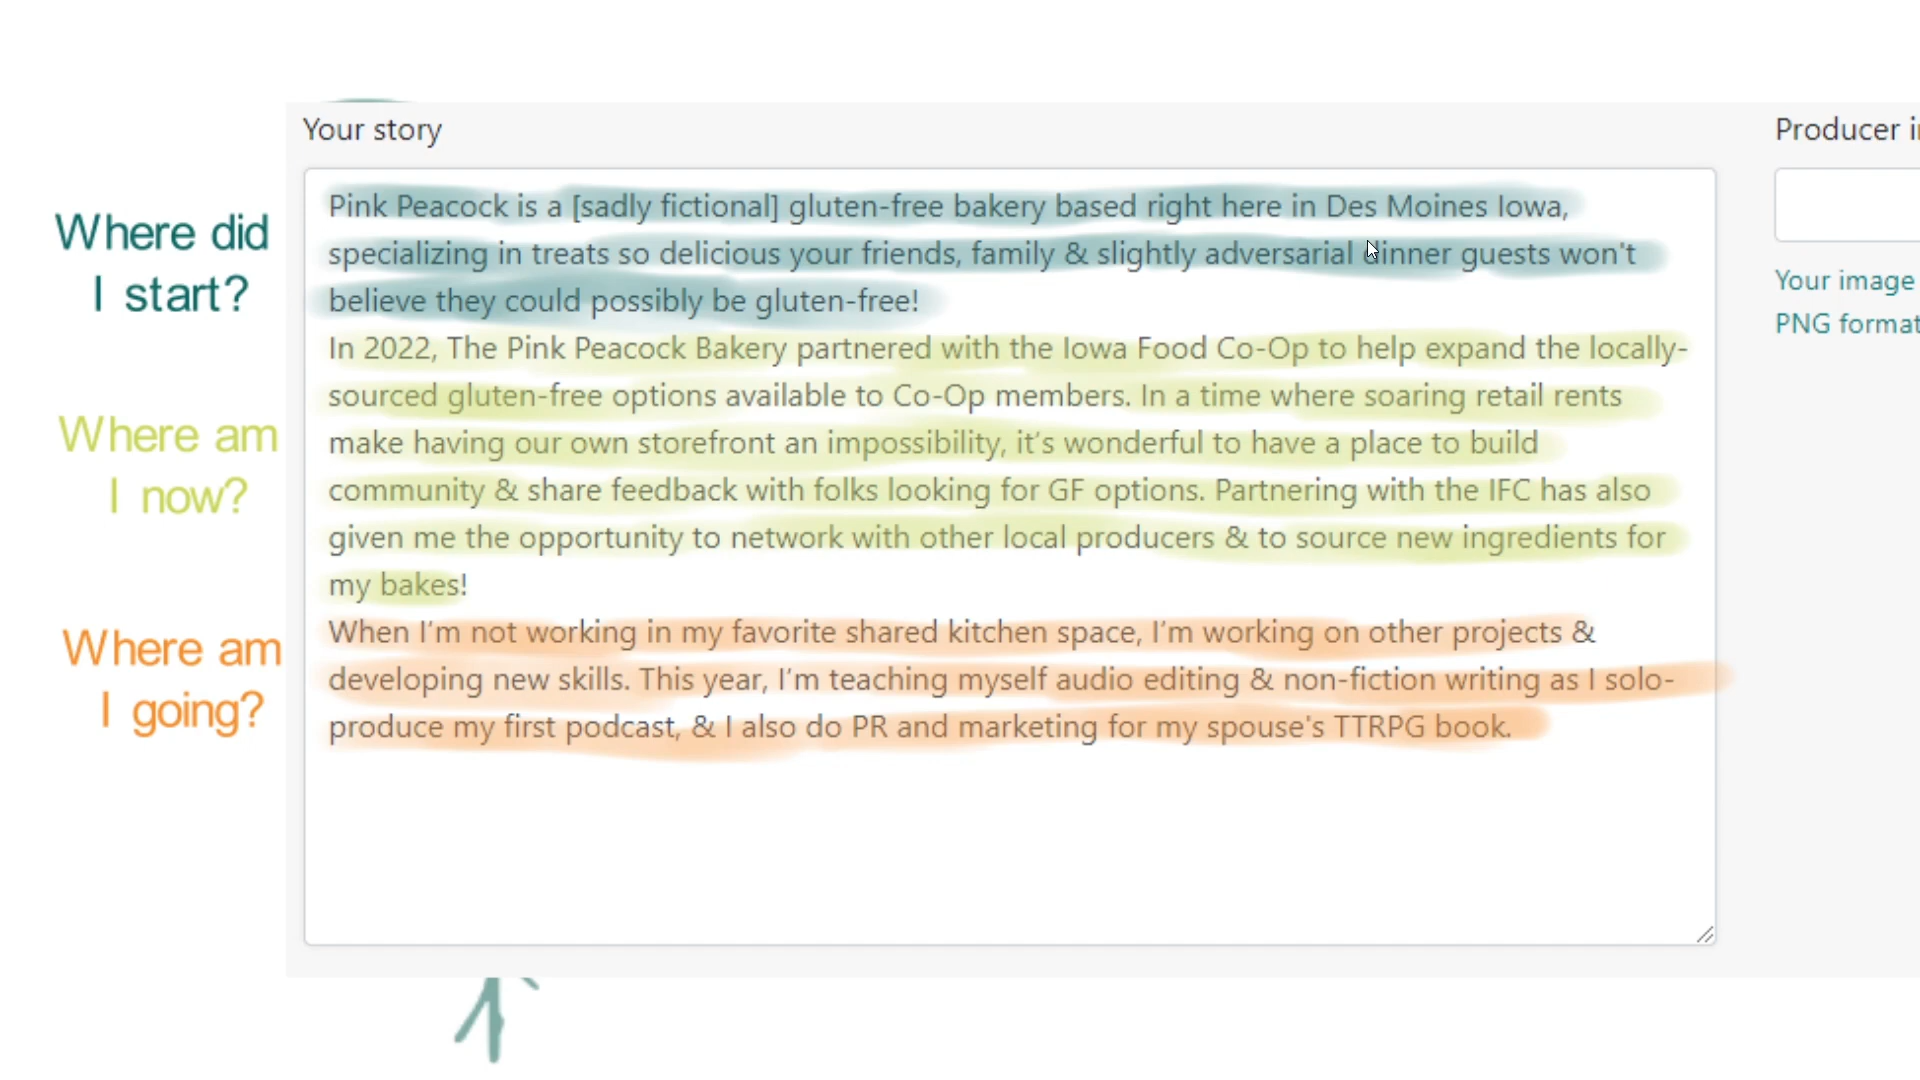 Your story
Producer
Where did
I start?
Pink Peacock is a [sadly fictional] gluten-free bakery based right here in Des Moines Iowa,
specializing in treats so delicious your friends, family & slightly adversarial dinner guests won't
believe they could possibly be gluten-free!
Your image
PNG format
Where am
I now?
In 2022, The Pink Peacock Bakery partnered with the Iowa Food Co-Op to help expand the locally-
sourced gluten-free options available to Co-Op members. In a time where soaring retail rents
make having our own storefront an impossibility, it’s wonderful to have a place to build
community & share feedback with folks looking for GF options. Partnering with the IFC has also
given me the opportunity to network with other local producers & to source new ingredients for
my bakes!
Where am
I going?
When I’m not working in my favorite shared kitchen space, I’m working on other projects &
developing new skills. This year, I’m teaching myself audio editing & non-fiction writing as I solo-
produce my first podcast, & I also do PR and marketing for my spouse's TTRPG book.